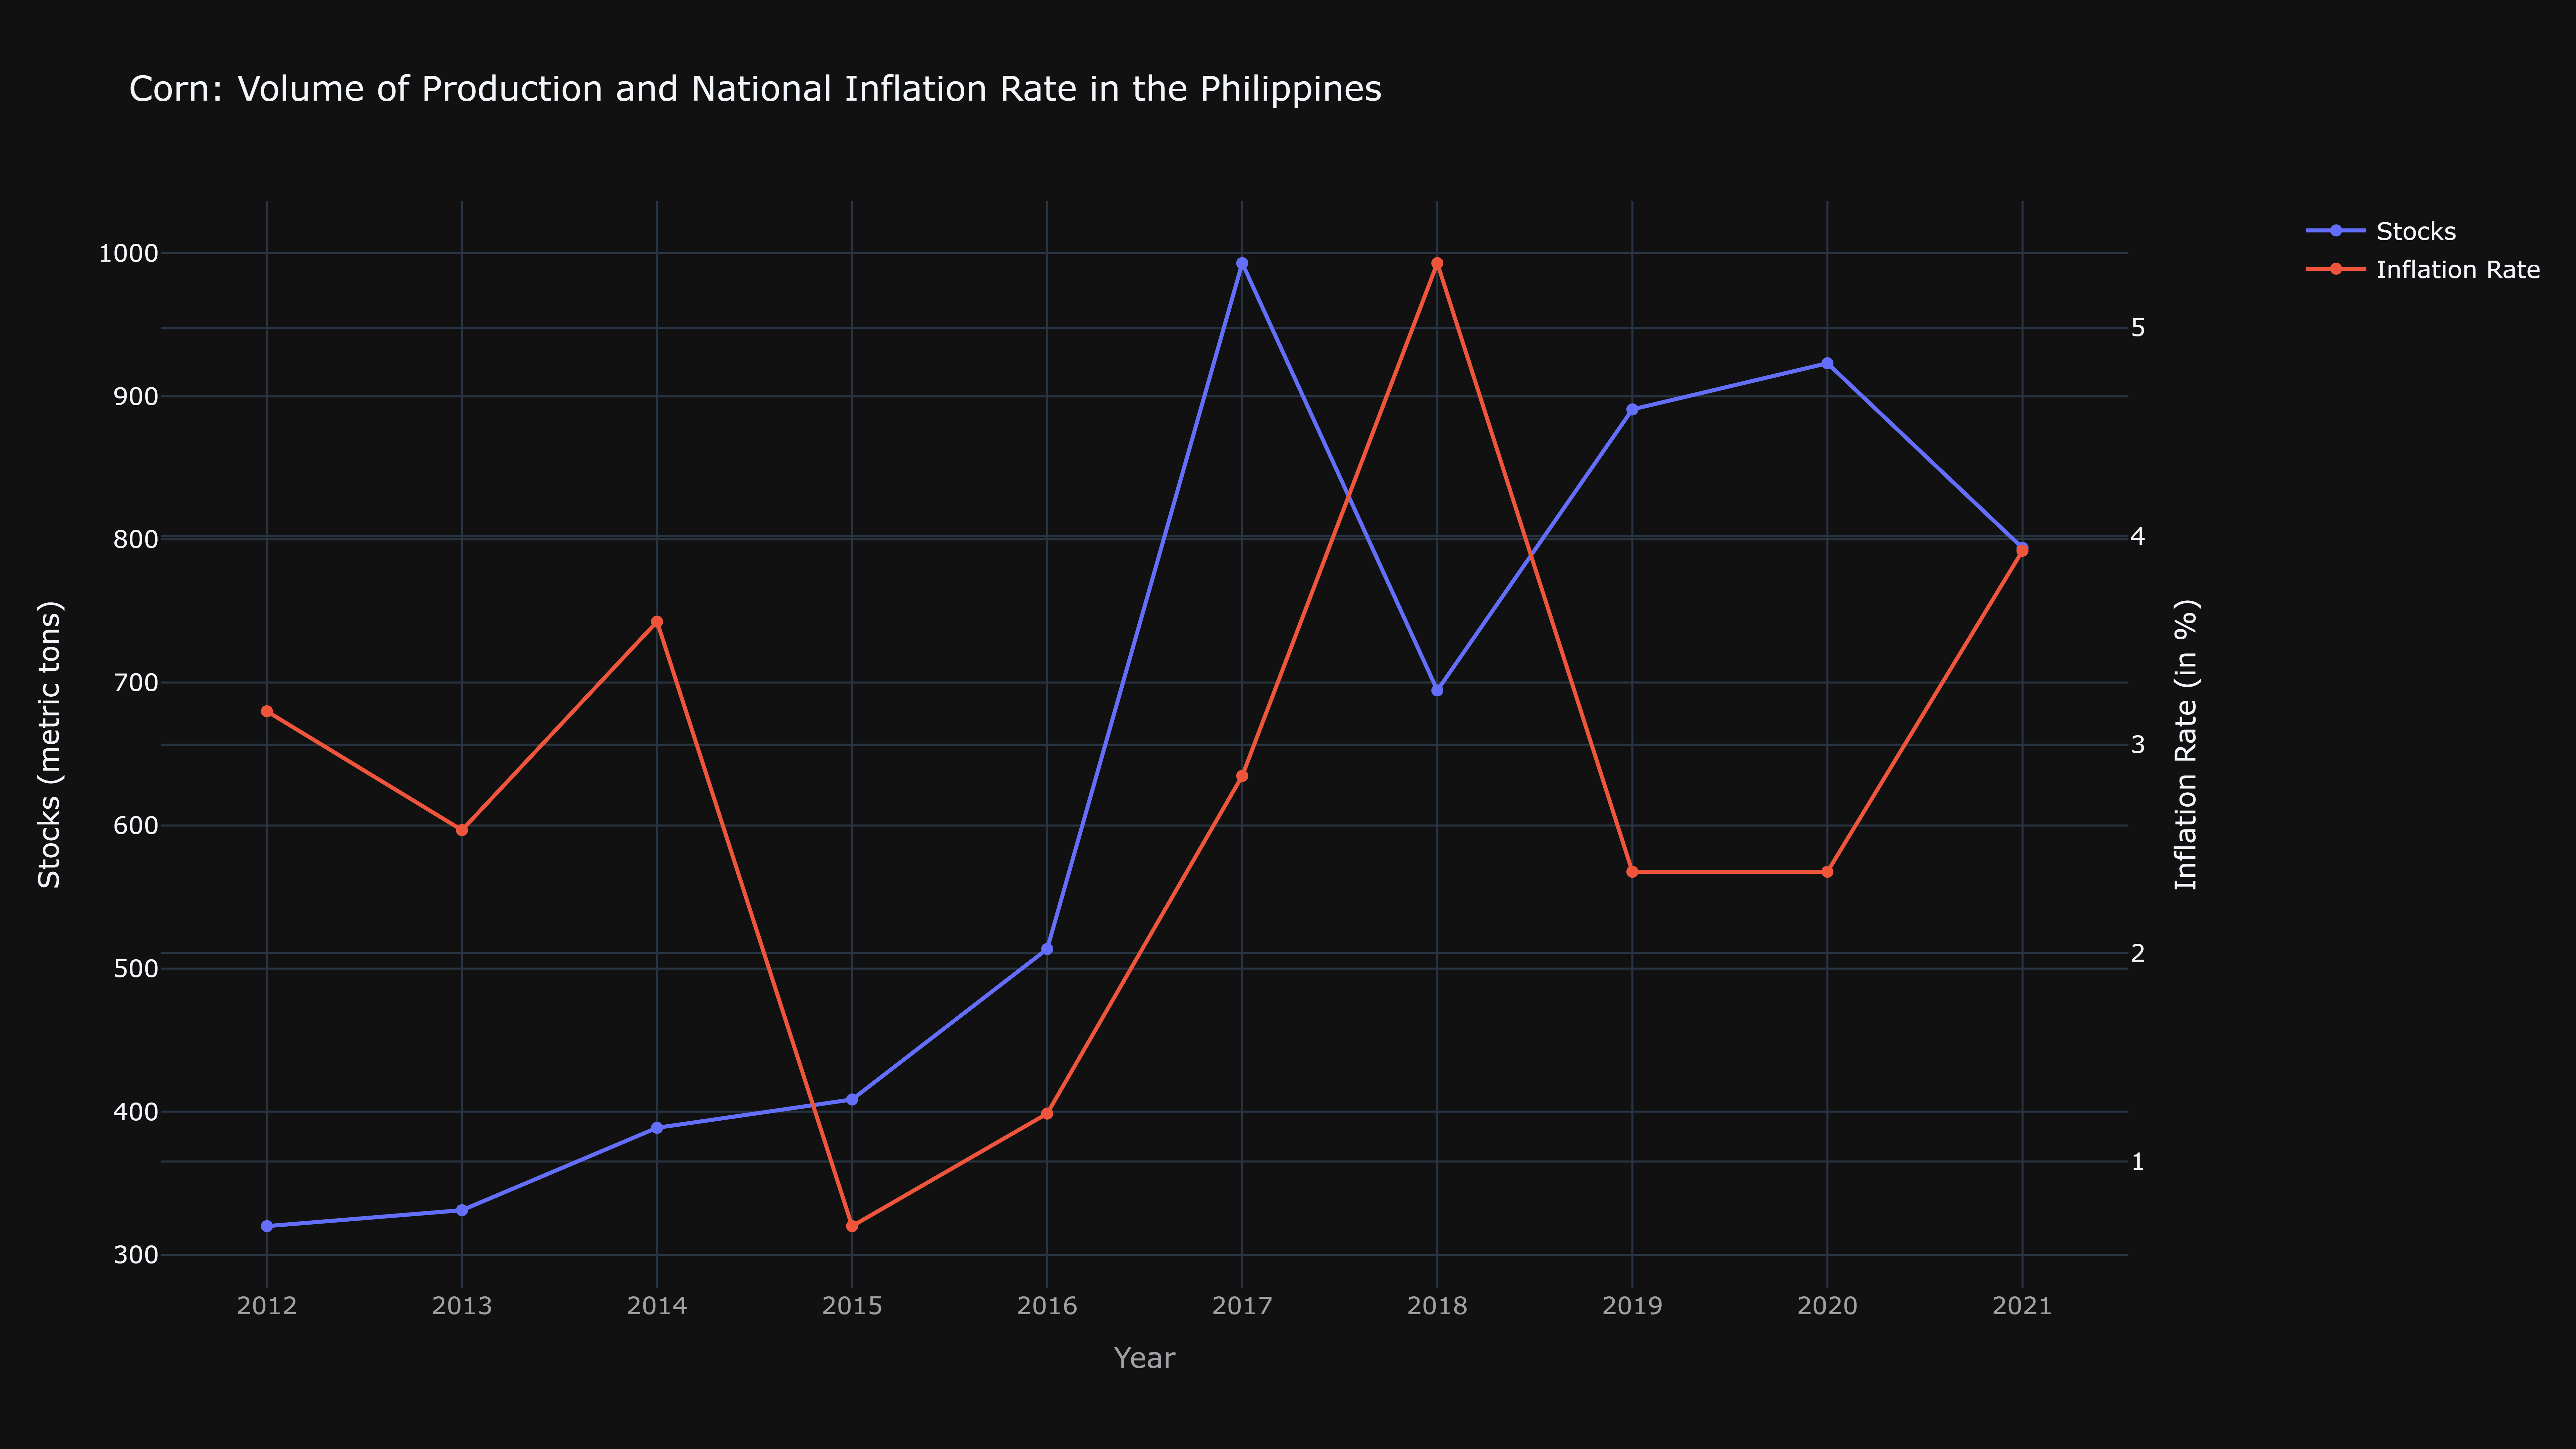 Corn: Volume of Production and National Inflation Rate in the Philippines
Stocks
Inflation Rate
1000
900
800
700
600
500
400
300
Stocks (metric tons)
5
4
3
2
1
Inflation Rate (in %)
2012 2013 2014 2015 2016 2017 2018 2019 2020 2021
Year